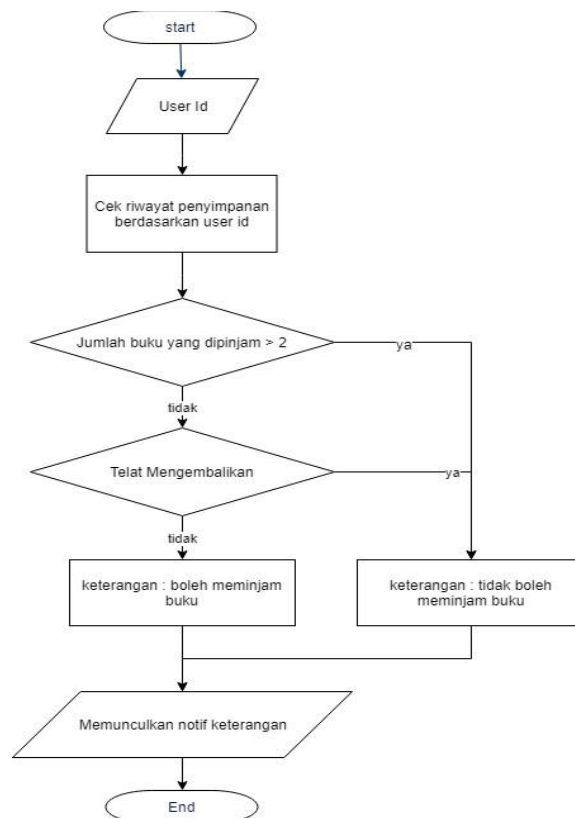 start
User Id
Cek riwayat penyimpanan
berdasarkan user id
Jumlah buku yang dipinjam > 2
ya
tidak
Telat Mengembalikan
ya
tidak
keterangan : boleh meminjam
buku
keterangan : tidak boleh
meminjam buku
Memunculkan notif keterangan
End